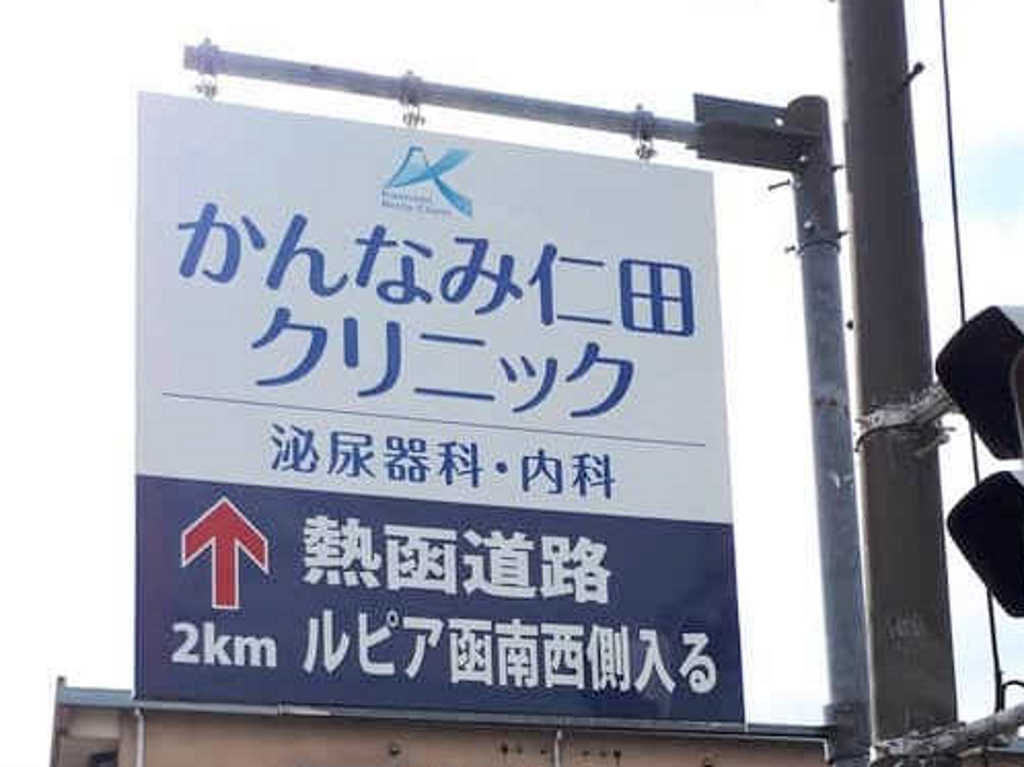 かんなみ仁田
クリニック
泌尿器科・内科
熱函道路
2km ルピア函南西側入る